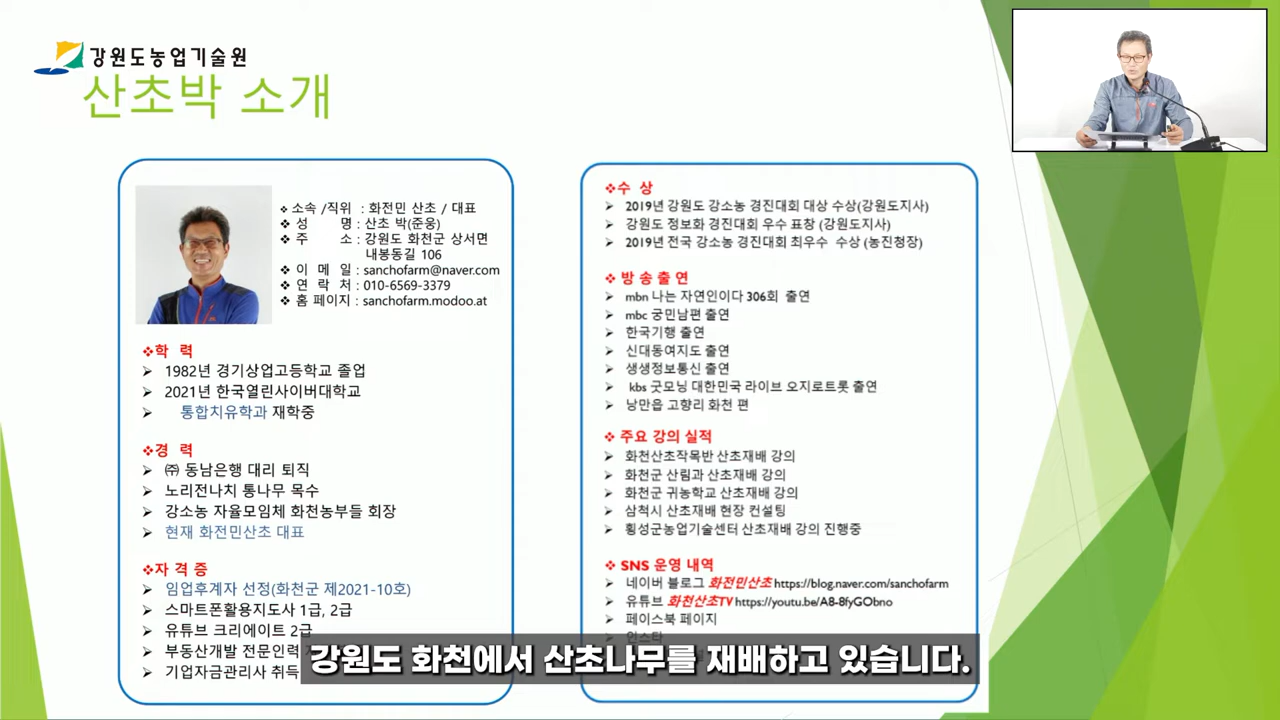 강원도농업기술원
산초박 소개
❖ 소속 /직위 : 화전민 산초 / 대표
❖ 성 명 : 산초 박(준웅)
❖ 주 소 : 강원도 화천군 상서면
내봉동길 106
❖ 이 메 일 : sanchofarm@naver.com
❖ 연 락 처 : 010-6569-3379
❖ 홈 페이지 : sanchofarm.modoo.at
❖학 력
➢ 1982년 경기상업고등학교 졸업
➢ 2021년 한국열린사이버대학교
➢ 통합치유학과 재학중
❖경 력
➢ ㈜ 동남은행 대리 퇴직
➢ 노리전나치 통나무 목수
➢ 강소농 자율모임체 화천농부들 회장
➢ 현재 화전민산초 대표
❖자 격 증
➢ 임업후계자 선정(화천군 제2021-10호)
➢ 스마트폰활용지도사 1급, 2급
➢ 유튜브 크리에이트 2급
➢ 부동산개발 전문인력
➢ 기업자금관리사 취득
❖수 상
➢ 2019년 강원도 강소농 경진대회 대상 수상(강원도지사)
➢ 강원도 정보화 경진대회 우수 표창 (강원도지사)
➢ 2019년 전국 강소농 경진대회 최우수 수상 (농진청장)
❖ 방 송 출 연
➢ mbn 나는 자연인이다 306회 출연
➢ mbc 궁민남편 출연
➢ 한국기행 출연
➢ 신대동여지도 출연
➢ 생생정보통신 출연
➢ kbs 굿모닝 대한민국 라이브 오지로트롯 출연
➢ 낭만읍 고향리 화천 편
❖ 주요 강의 실적
➢ 화천산초작목반 산초재배 강의
➢ 화천군 산림과 산초재배 강의
➢ 화천군 귀농학교 산초재배 강의
➢ 삼척시 산초재배 현장 컨설팅
➢ 횡성군농업기술센터 산초재배 강의 진행중
❖ SNS 운영 내역
➢ 네이버 블로그 화전민산초 https://blog.naver.com/sanchofarm
➢ 유튜브 화천산초TV https://youtu.be/A8-8fyGObno
➢ 페이스북 페이지
➢ 인스타
강원도 화천에서 산초나무를 재배하고 있습니다.